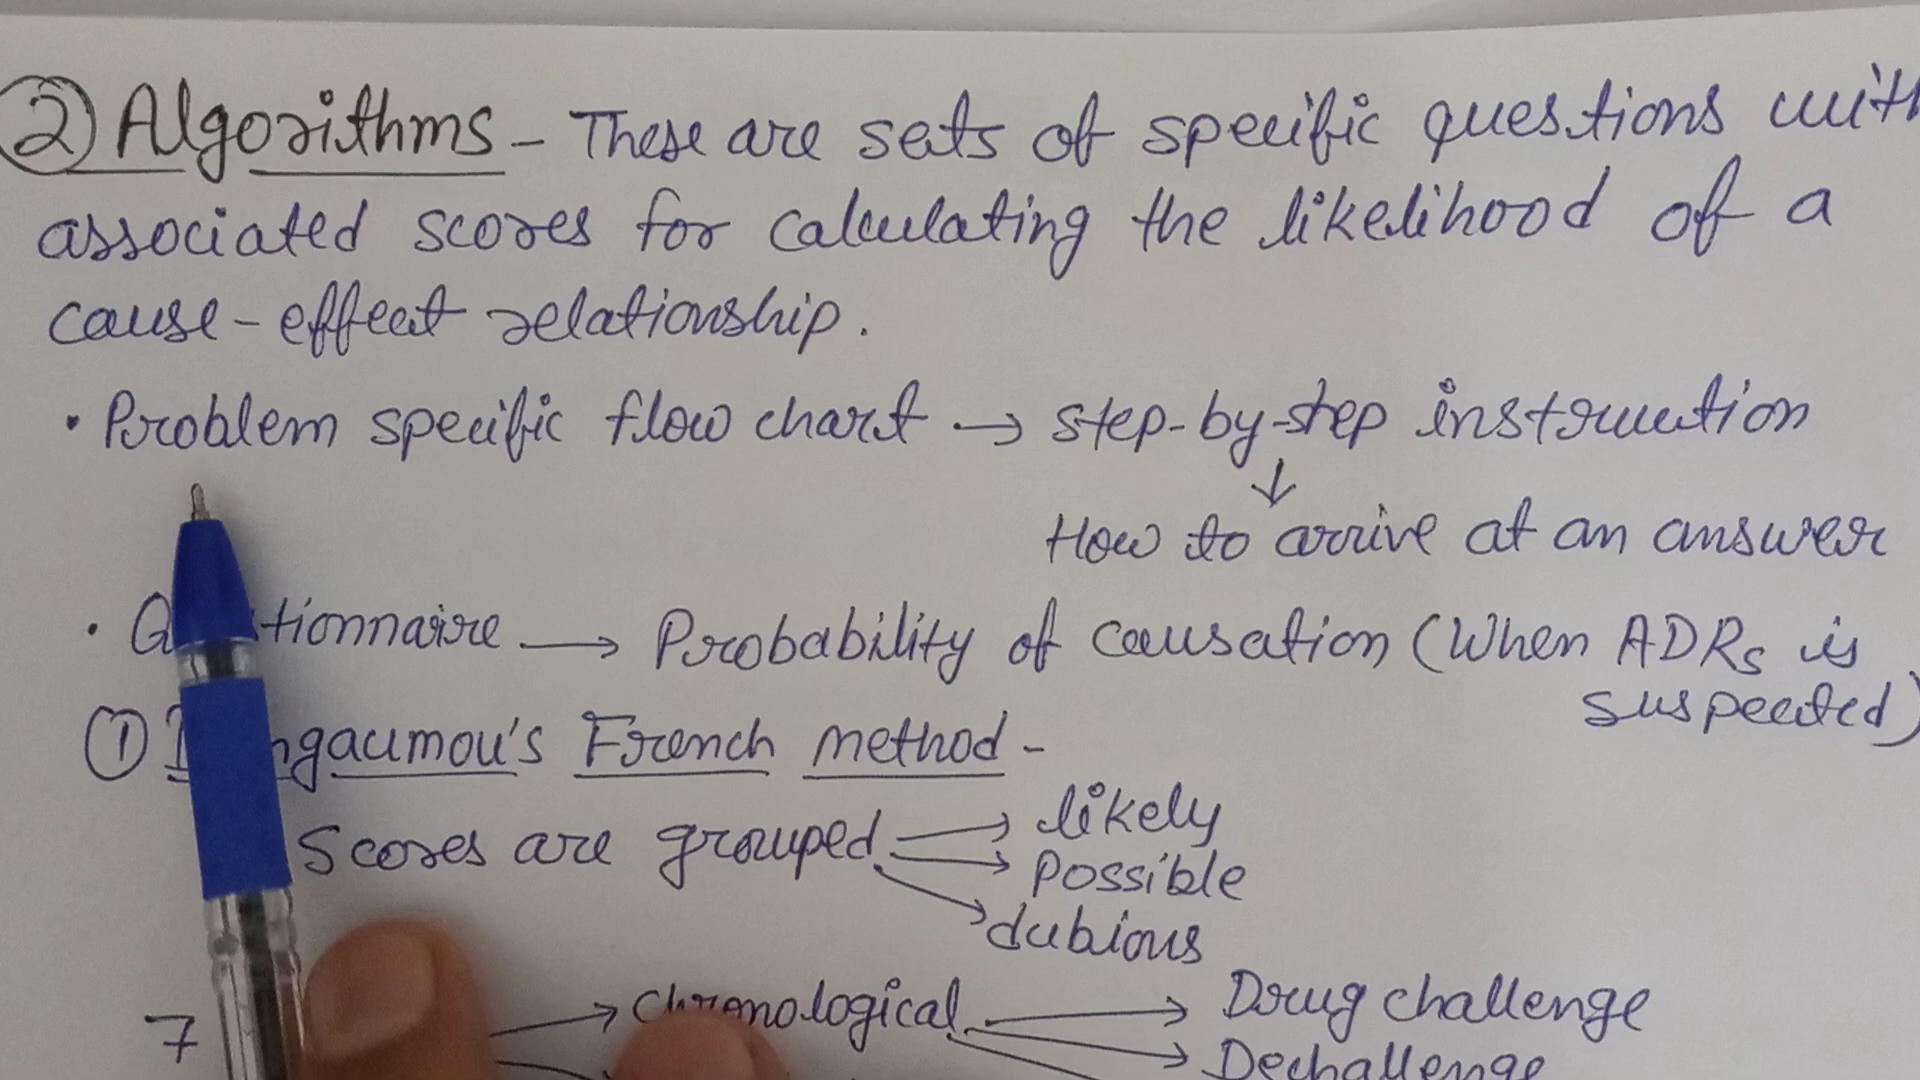 ② Algorithms - These are sets of specific questions with
associated scores for calculating the likelihood of a
cause-effect relationship.
• Problem specific flow chart → step-by-step instruction
↓
How to arrive at an answer
• → Probability of causation (When ADRs is
suspected)
① French method -
Scores are grouped → likely
→ possible
→ dubious
7 → Chronological → Drug challenge
→ Dechallenge